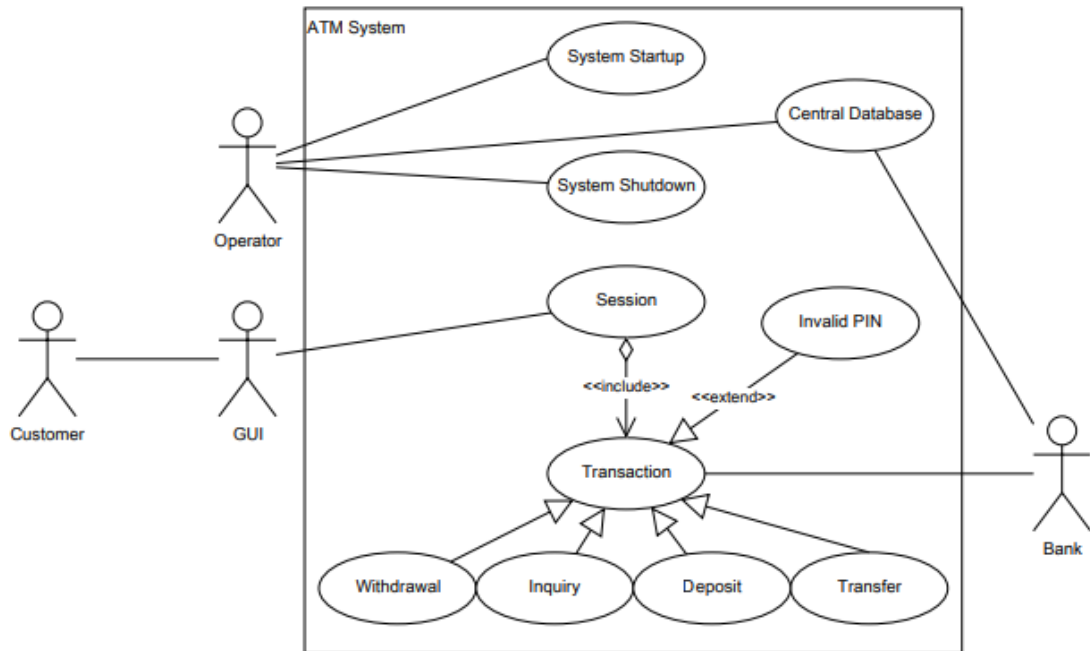 ATM System
System Startup
Central Database
System Shutdown
Operator
Session
Invalid PIN
<<include>>
<<extend>>
Customer
GUI
Transaction
Bank
Withdrawal
Inquiry
Deposit
Transfer